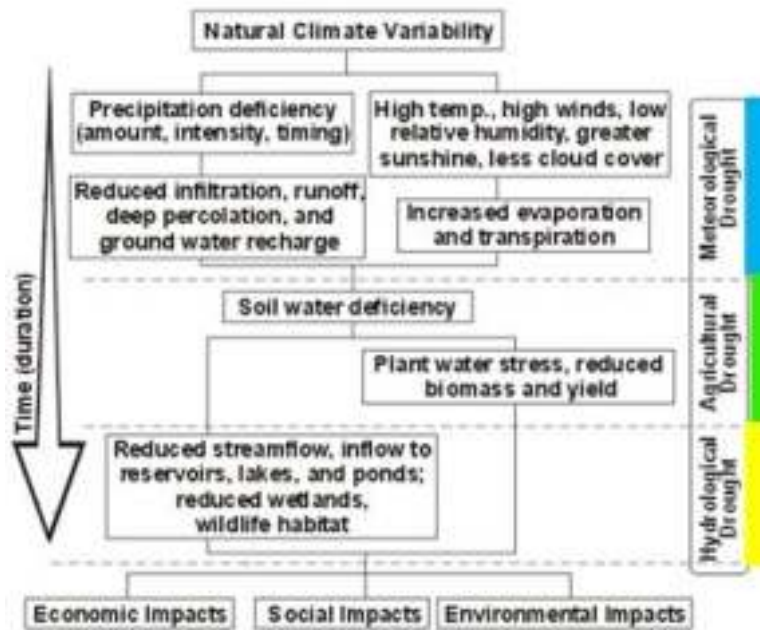 Natural Climate Variability
Precipitation deficiency
(amount, intensity, timing)
High temp., high winds, low
relative humidity, greater
sunshine, less cloud cover
Reduced infiltration, runoff,
deep percolation, and
ground water recharge
Increased evaporation
and transpiration
Soil water deficiency
Plant water stress, reduced
biomass and yield
Reduced streamflow, inflow to
reservoirs, lakes, and ponds;
reduced wetlands,
wildlife habitat
Economic Impacts
Social Impacts
Environmental Impacts
Time (duration)
Meteorological
Drought
Agricultural
Drought
Hydrological
Drought